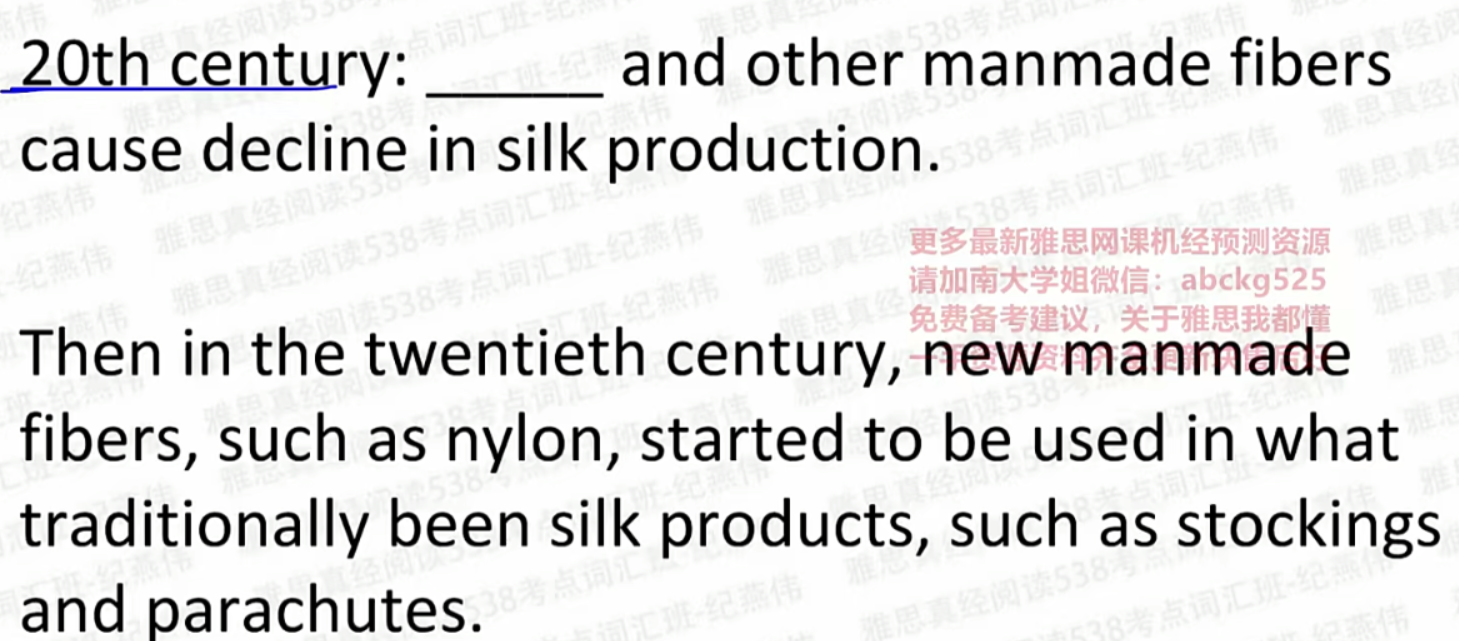 20th century: ______ and other manmade fibers
cause decline in silk production.
更多最新雅思网课机经预测资源
请加南大学姐微信：abckg525
免费备考建议，关于雅思我都懂
Then in the twentieth century, new manmade
fibers, such as nylon, started to be used in what
traditionally been silk products, such as stockings
and parachutes.
雅思真经阅读538考点词汇班-纪燕伟